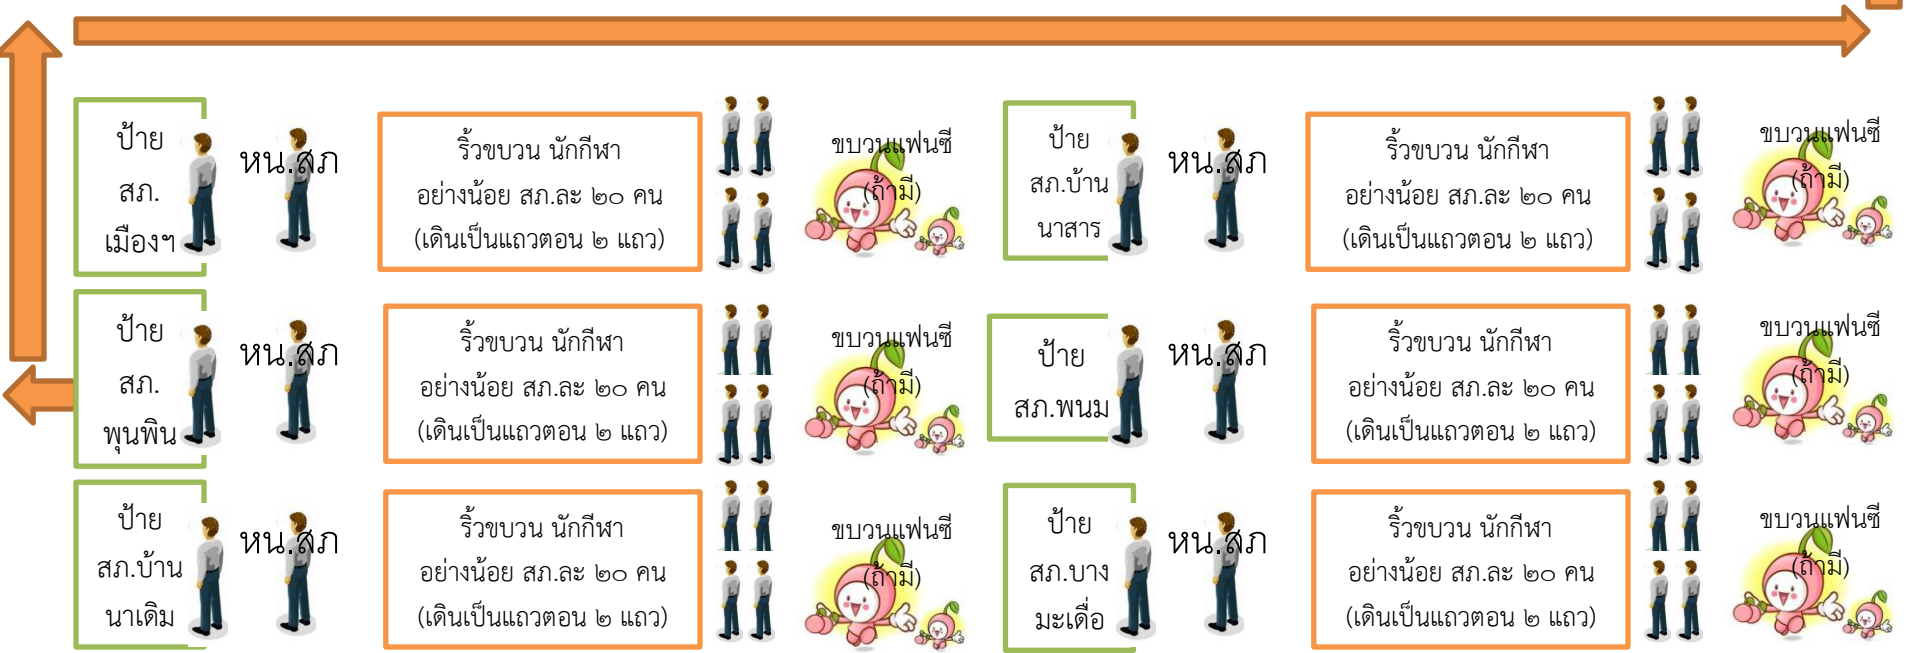 ป้าย
สภ.
เมืองฯ
หน.สภ
ริ้วขบวน นักกีฬา
อย่างน้อย สภ.ละ ๒๐ คน
(เดินเป็นแถวตอน ๒ แถว)
ขบวนแฟนซี
(ถ้ามี)
ป้าย
สภ.บ้าน
นาสาร
หน.สภ
ริ้วขบวน นักกีฬา
อย่างน้อย สภ.ละ ๒๐ คน
(เดินเป็นแถวตอน ๒ แถว)
ขบวนแฟนซี
(ถ้ามี)
ป้าย
สภ.
พุนพิน
หน.สภ
ริ้วขบวน นักกีฬา
อย่างน้อย สภ.ละ ๒๐ คน
(เดินเป็นแถวตอน ๒ แถว)
ขบวนแฟนซี
(ถ้ามี)
ป้าย
สภ.พนม
หน.สภ
ริ้วขบวน นักกีฬา
อย่างน้อย สภ.ละ ๒๐ คน
(เดินเป็นแถวตอน ๒ แถว)
ขบวนแฟนซี
(ถ้ามี)
ป้าย
สภ.บ้าน
นาเดิม
หน.สภ
ริ้วขบวน นักกีฬา
อย่างน้อย สภ.ละ ๒๐ คน
(เดินเป็นแถวตอน ๒ แถว)
ขบวนแฟนซี
(ถ้ามี)
ป้าย
สภ.บาง
มะเดื่อ
หน.สภ
ริ้วขบวน นักกีฬา
อย่างน้อย สภ.ละ ๒๐ คน
(เดินเป็นแถวตอน ๒ แถว)
ขบวนแฟนซี
(ถ้ามี)